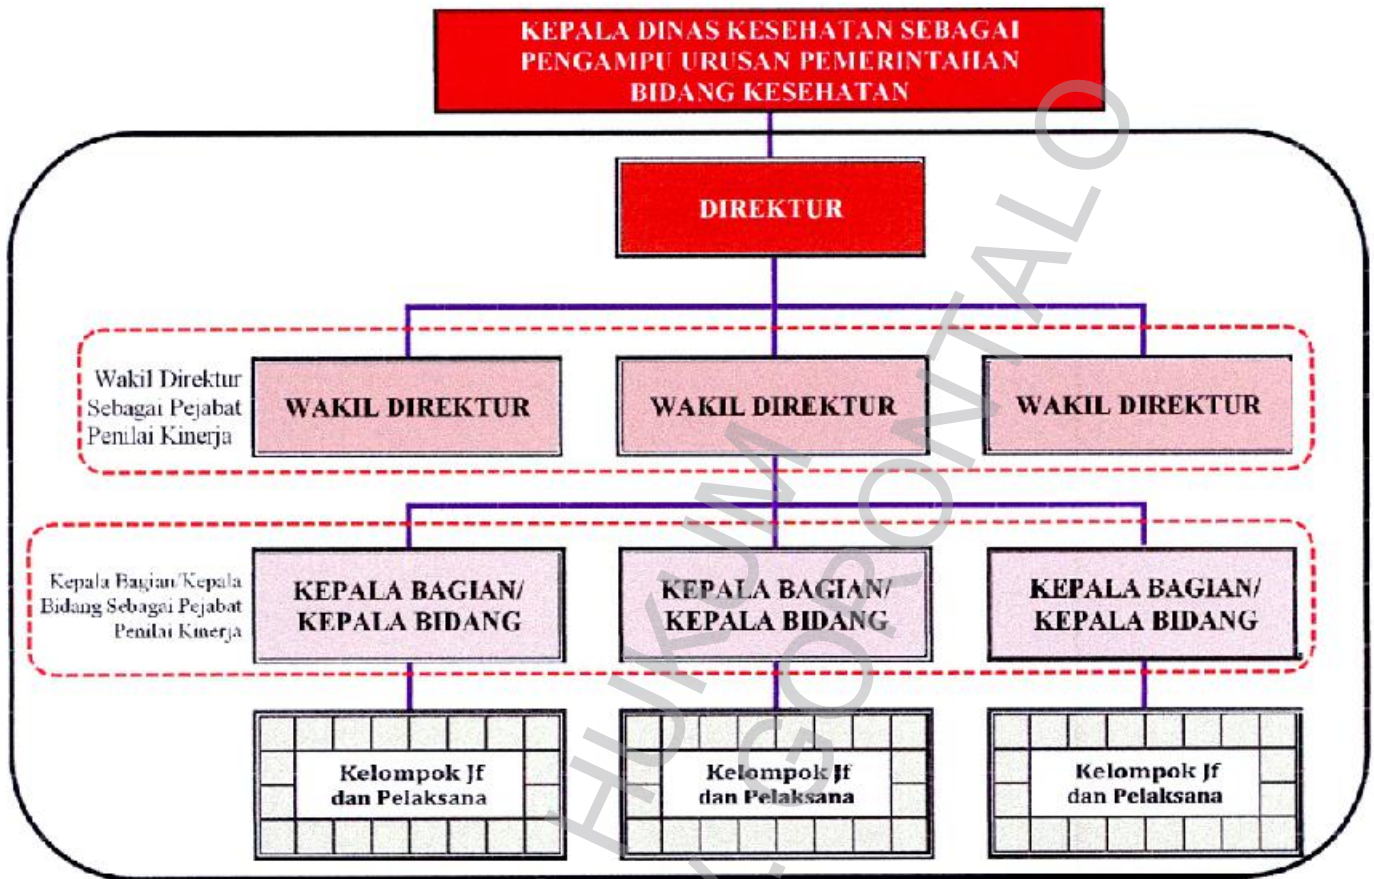 KEPALA DINAS KESEHATAN SEBAGAI
PENGAMPU URUSAN PEMERINTAHAN
BIDANG KESEHATAN
DIREKTUR
Wakil Direktur
Sebagai Pejabat
Penilai Kinerja
WAKIL DIREKTUR
WAKIL DIREKTUR
WAKIL DIREKTUR
Kepala Bagian/Kepala
Bidang Sebagai Pejabat
Penilai Kinerja
KEPALA BAGIAN/
KEPALA BIDANG
KEPALA BAGIAN/
KEPALA BIDANG
KEPALA BAGIAN/
KEPALA BIDANG
Kelompok Jf
dan Pelaksana
Kelompok Jf
dan Pelaksana
Kelompok Jf
dan Pelaksana
HUKUM
GORONTALO